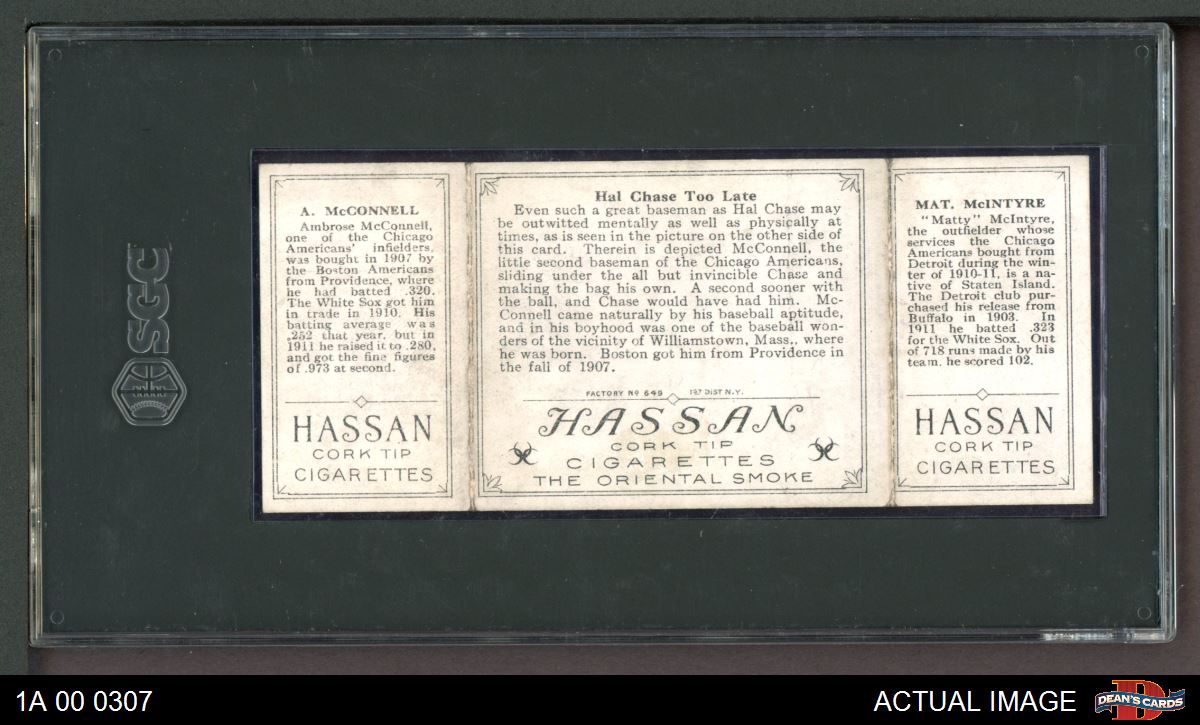 SGC
A. McCONNELL
Ambrose McConnell,
one of the Chicago
Americans' infielders,
was bought in 1907 by
the Boston Americans
from Providence, where
he had batted .320.
The White Sox got him
in trade in 1910. His
batting average was
.252 that year, but in
1911 he raised it to .280,
and got the fine figures
of .973 at second.
HASSAN
CORK TIP
CIGARETTES
Hal Chase Too Late
Even such a great baseman as Hal Chase may
be outwitted mentally as well as physically at
times, as is seen in the picture on the other side of
this card. Therein is depicted McConnell, the
little second baseman of the Chicago Americans,
sliding under the all but invincible Chase and
making the bag his own. A second sooner with
the ball, and Chase would have had him. Mc-
Connell came naturally by his baseball aptitude,
and in his boyhood was one of the baseball won-
ders of the vicinity of Williamstown, Mass., where
he was born. Boston got him from Providence in
the fall of 1907.
FACTORY Nº 649 1ST DIST N.Y.
HASSAN
CORK TIP
CIGARETTES
THE ORIENTAL SMOKE
MAT. McINTYRE
"Matty" McIntyre,
the outfielder whose
services the Chicago
Americans bought from
Detroit during the win-
ter of 1910-11, is a na-
tive of Staten Island.
The Detroit club pur-
chased his release from
Buffalo in 1903. In
1911 he batted .323
for the White Sox. Out
of 718 runs made by his
team, he scored 102.
HASSAN
CORK TIP
CIGARETTES
1A 00 0307
ACTUAL IMAGE
DEAN'S CARDS